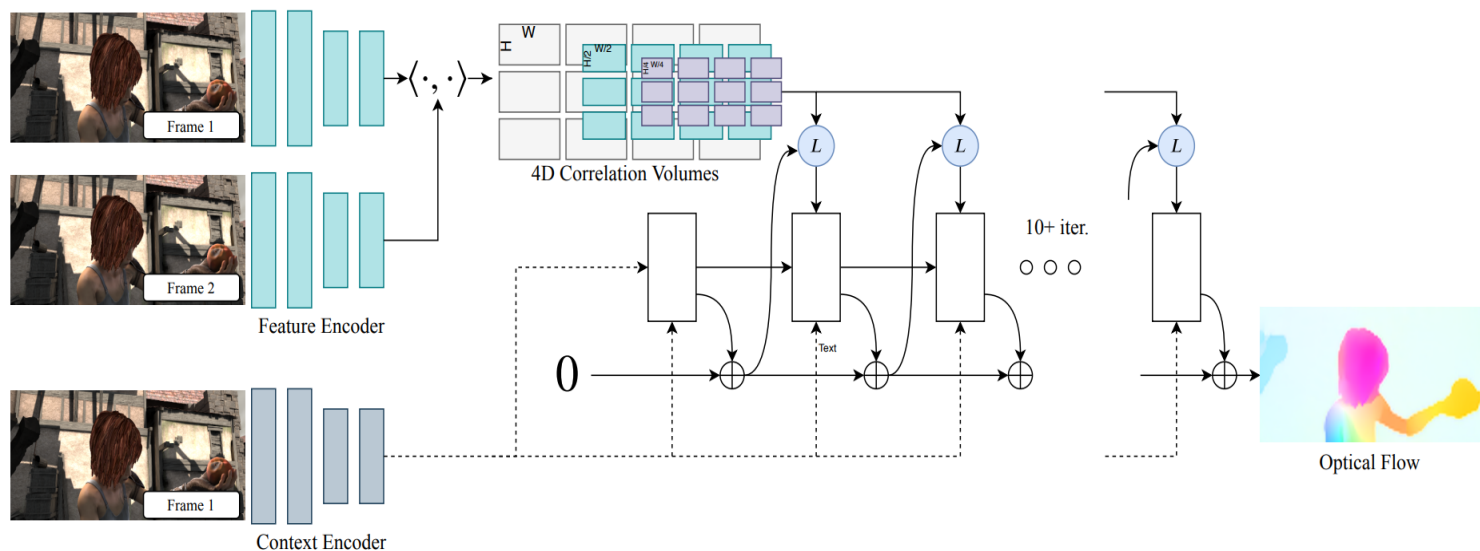 Frame 1
⟨·,·⟩
H W
H/2 W/2
H/4 W/4
4D Correlation Volumes
L L L
Frame 2
Feature Encoder
10+ iter.
Text
0
Frame 1
Context Encoder
Optical Flow